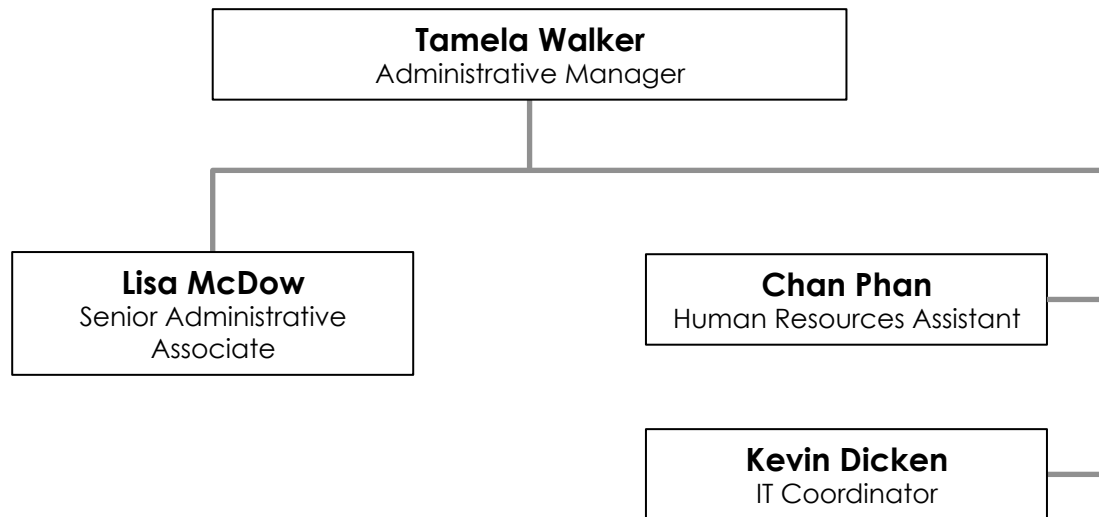 Tamela Walker
Administrative Manager
Lisa McDow
Senior Administrative
Associate
Chan Phan
Human Resources Assistant
Kevin Dicken
IT Coordinator